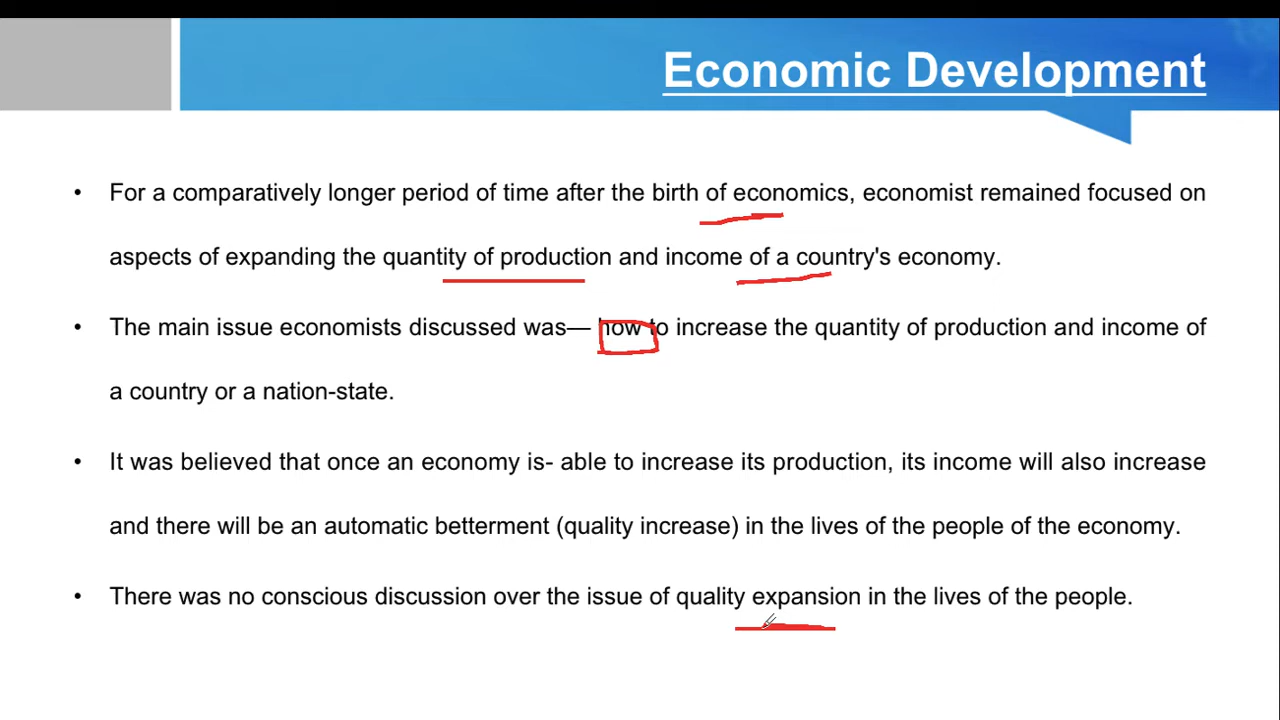 Economic Development
• For a comparatively longer period of time after the birth of economics, economist remained focused on
aspects of expanding the quantity of production and income of a country's economy.
• The main issue economists discussed was— how to increase the quantity of production and income of
a country or a nation-state.
• It was believed that once an economy is- able to increase its production, its income will also increase
and there will be an automatic betterment (quality increase) in the lives of the people of the economy.
• There was no conscious discussion over the issue of quality expansion in the lives of the people.